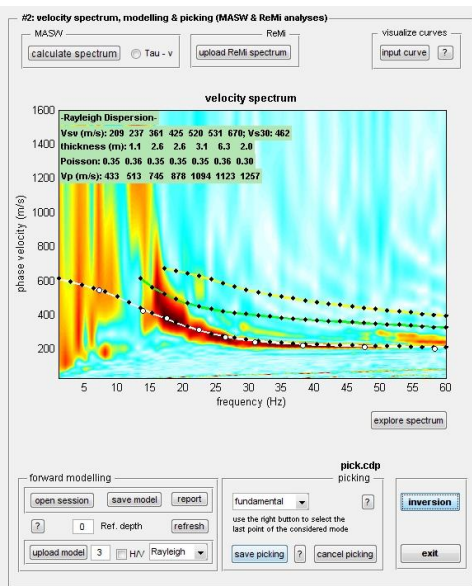 #2: velocity spectrum, modelling & picking (MASW & ReMi analyses)
MASW
calculate spectrum
Tau - v
ReMi
upload ReMi spectrum
visualize curves
input curve
?
velocity spectrum
-Rayleigh Dispersion-
Vsv (m/s): 209 237 361 425 520 531 670; Vs30: 462
thickness (m): 1.1 2.6 2.6 3.1 6.3 2.0
Poisson: 0.35 0.36 0.35 0.35 0.35 0.36 0.30
Vp (m/s): 433 513 745 878 1094 1123 1257
phase velocity (m/s)
1600
1400
1200
1000
800
600
400
200
5 10 15 20 25 30 35 40 45 50 55 60
frequency (Hz)
explore spectrum
forward modelling
open session
save model
report
?
0
Ref. depth
refresh
upload model
3
H/V
Rayleigh
pick.cdp
picking
fundamental
?
use the right button to select the
last point of the considered mode
save picking
?
cancel picking
inversion
exit